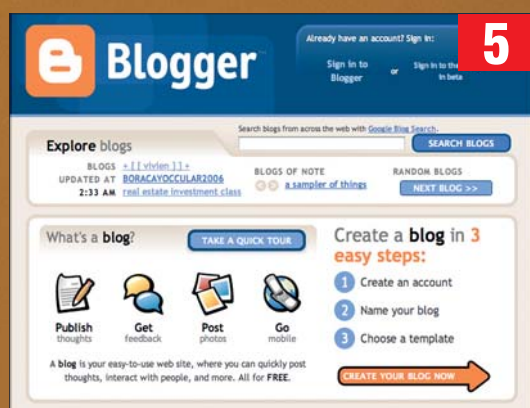 5
Blogger
Already have an account? Sign in:
Sign in to Blogger
or
Sign in to the
in beta
Search blogs from across the web with Google Blog Search.
Explore blogs
SEARCH BLOGS
BLOGS
UPDATED AT
2:33 AM
+ [ [ vivien ] ] +
BORACAYOCCULAR2006
real estate investment class
BLOGS OF NOTE
a sampler of things
RANDOM BLOGS
NEXT BLOG >>
What's a blog?
TAKE A QUICK TOUR
Publish
thoughts
Get
feedback
Post
photos
Go
mobile
A blog is your easy-to-use web site, where you can quickly post
thoughts, interact with people, and more. All for FREE.
Create a blog in 3
easy steps:
1 Create an account
2 Name your blog
3 Choose a template
CREATE YOUR BLOG NOW